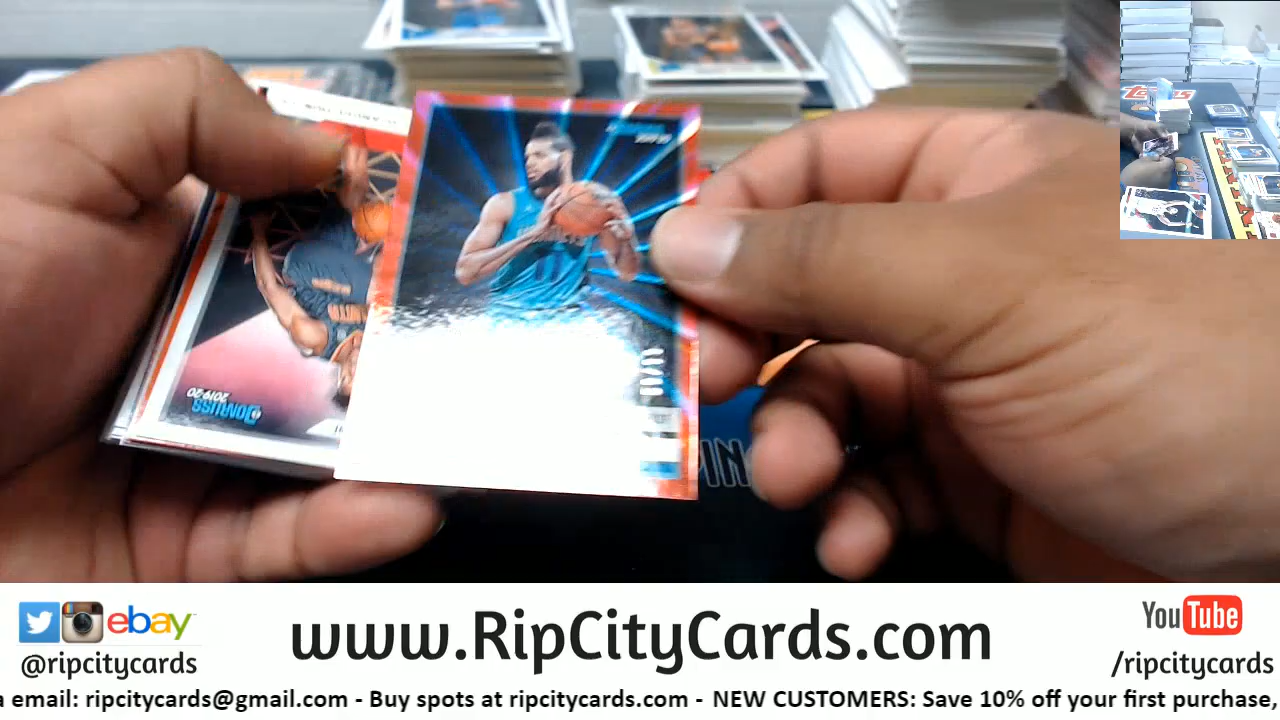 DONRUSS
2019-20
ebay
www.RipCityCards.com
YouTube
@ripcitycards
/ripcitycards
a email: ripcitycards@gmail.com - Buy spots at ripcitycards.com - NEW CUSTOMERS: Save 10% off your first purchase,